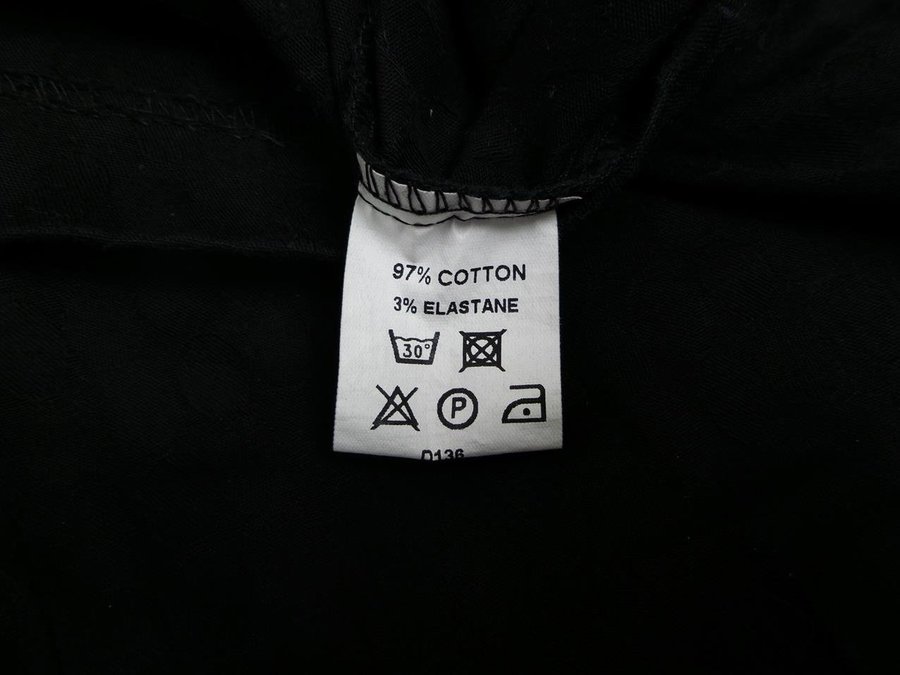 97% COTTON
3% ELASTANE
30°
P
D136